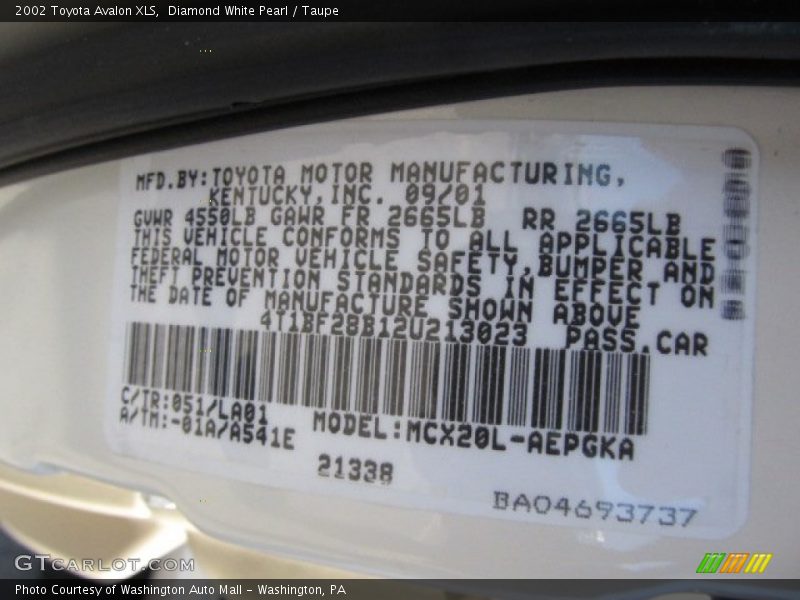 2002 Toyota Avalon XLS,  Diamond White Pearl / Taupe
MFD.BY:TOYOTA MOTOR MANUFACTURING,
KENTUCKY,INC. 09/01
GVWR 4550LB GAWR FR 2665LB  RR 2665LB
THIS VEHICLE CONFORMS TO ALL APPLICABLE
FEDERAL MOTOR VEHICLE SAFETY,BUMPER AND
THEFT PREVENTION STANDARDS IN EFFECT ON
THE DATE OF MANUFACTURE SHOWN ABOVE
4T1BF28B12U213023  PASS.CAR
C/TR:051/LA01
A/TM:-01A/A541E
MODEL:MCX20L-AEPGKA
21338
BA04693737
GTcarlot.com
Photo Courtesy of Washington Auto Mall - Washington, PA